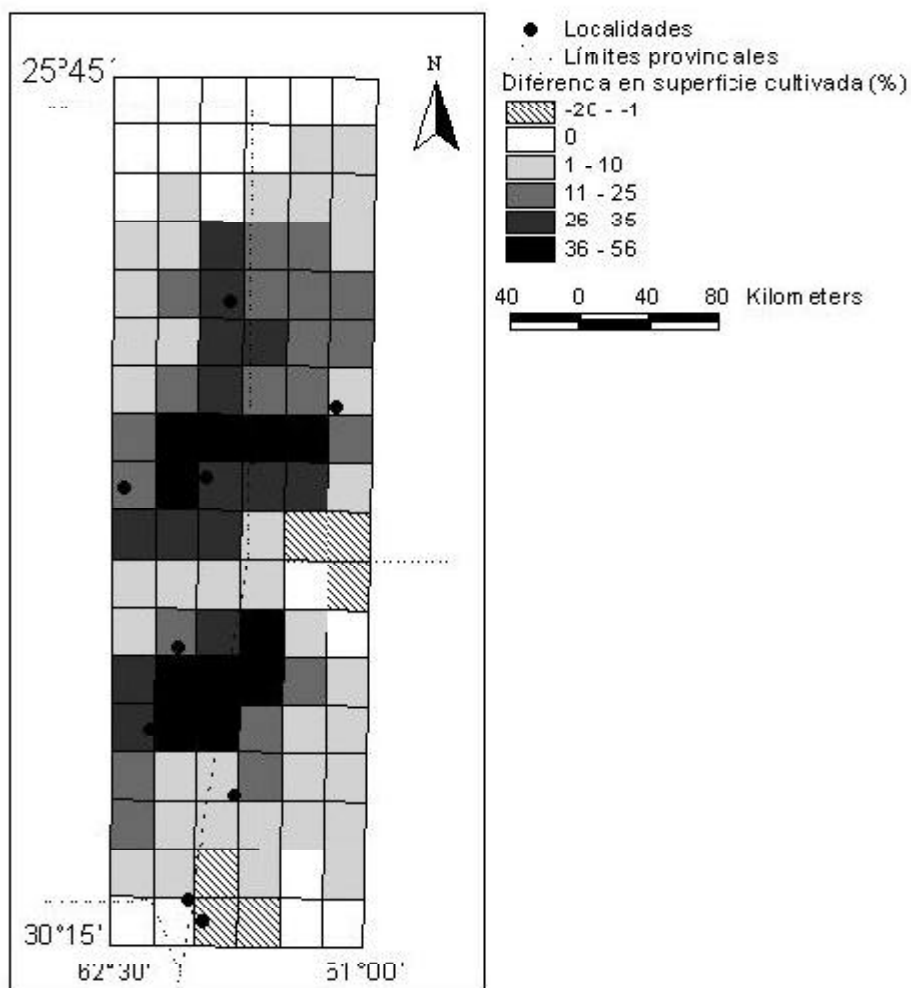 Localidades
Límites provincales
Diférenca en superficie cultivada (%)
-20 - -1
0
1 - 10
11 - 25
26 - 35
36 - 56
40 0 40 80 Kilometers
N
25°45'
30°15'
62°30' 61°00'